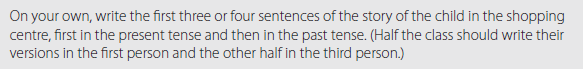 On your own, write the first three or four sentences of the story of the child in the shopping
centre, first in the present tense and then in the past tense. (Half the class should write their
versions in the first person and the other half in the third person.)